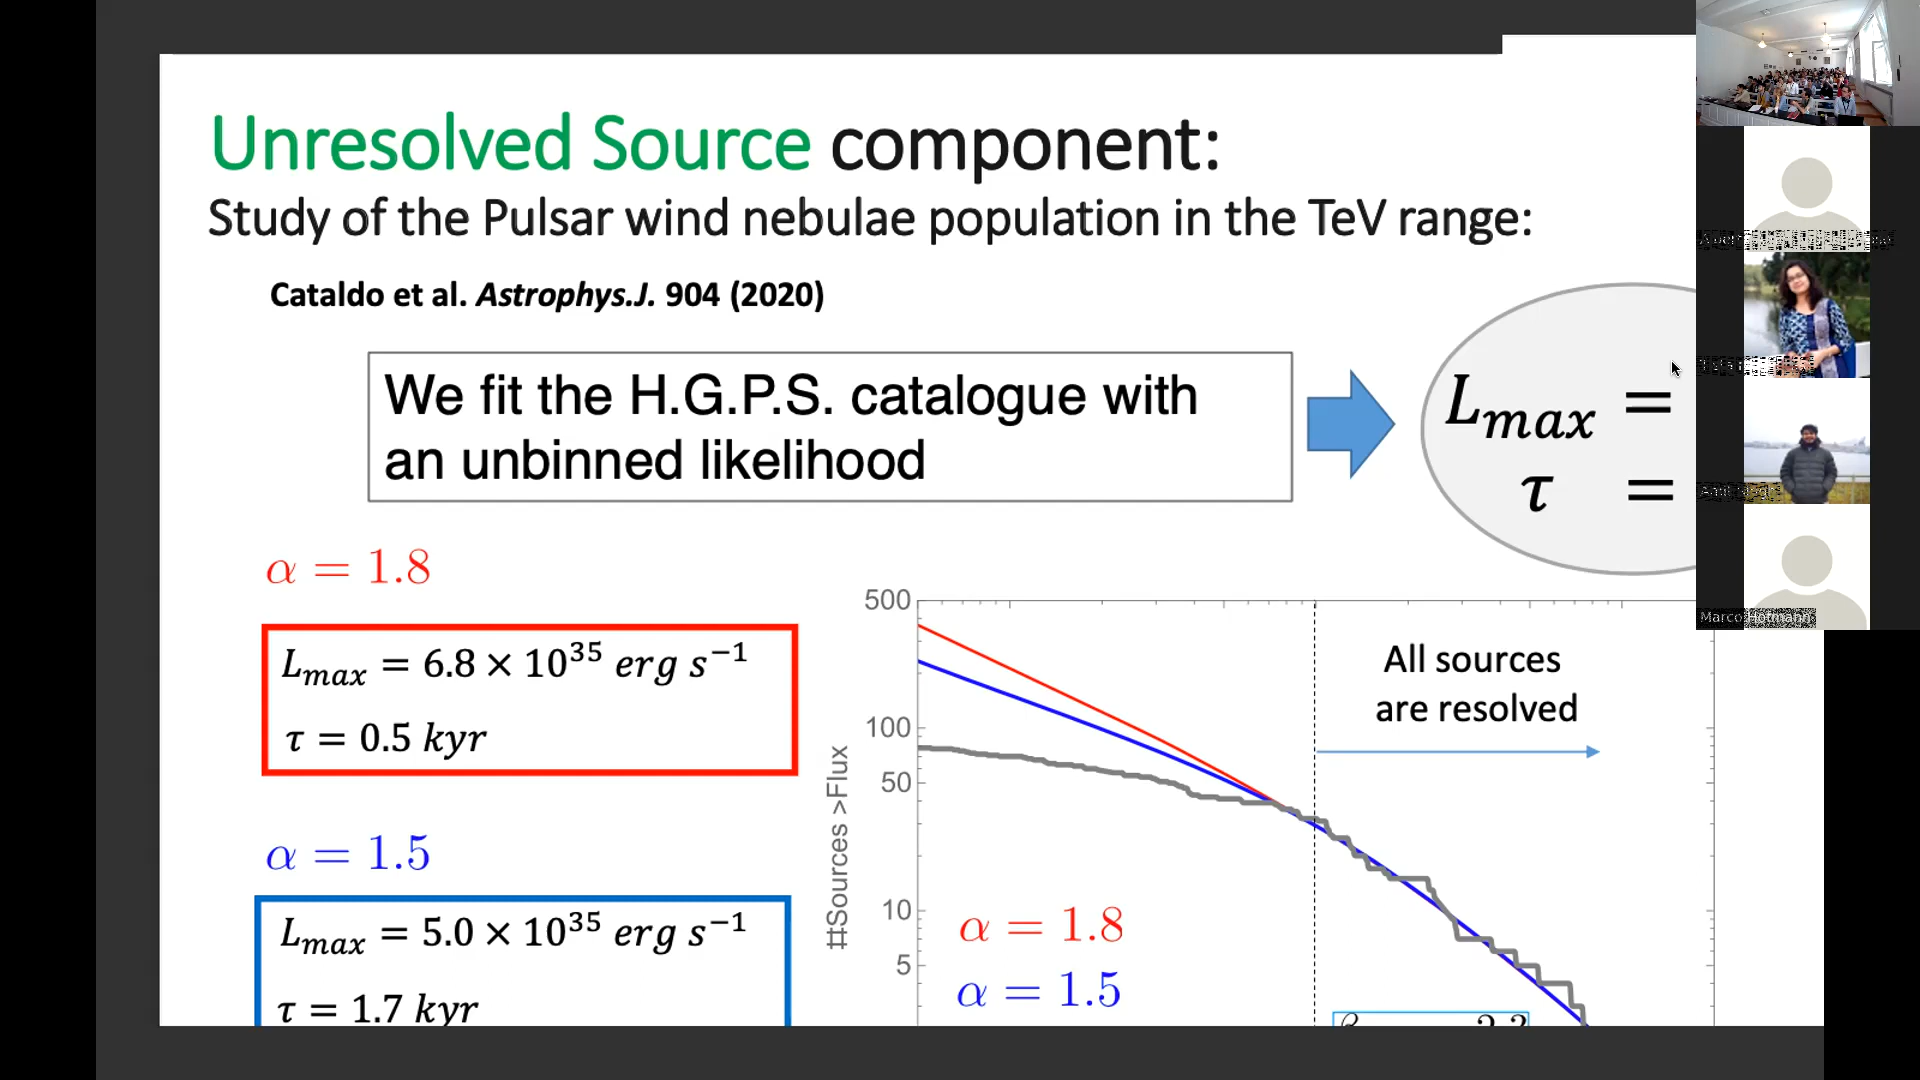 Unresolved Source component:
Study of the Pulsar wind nebulae population in the TeV range:
Cataldo et al. Astrophys.J. 904 (2020)
We fit the H.G.P.S. catalogue with
an unbinned likelihood
L_max =
τ =
α = 1.8
L_max = 6.8 × 10^35 erg s^−1
τ = 0.5 kyr
α = 1.5
L_max = 5.0 × 10^35 erg s^−1
τ = 1.7 kyr
500
100
50
10
5
#Sources >Flux
All sources
are resolved
α = 1.8
α = 1.5
Marco Hofmann